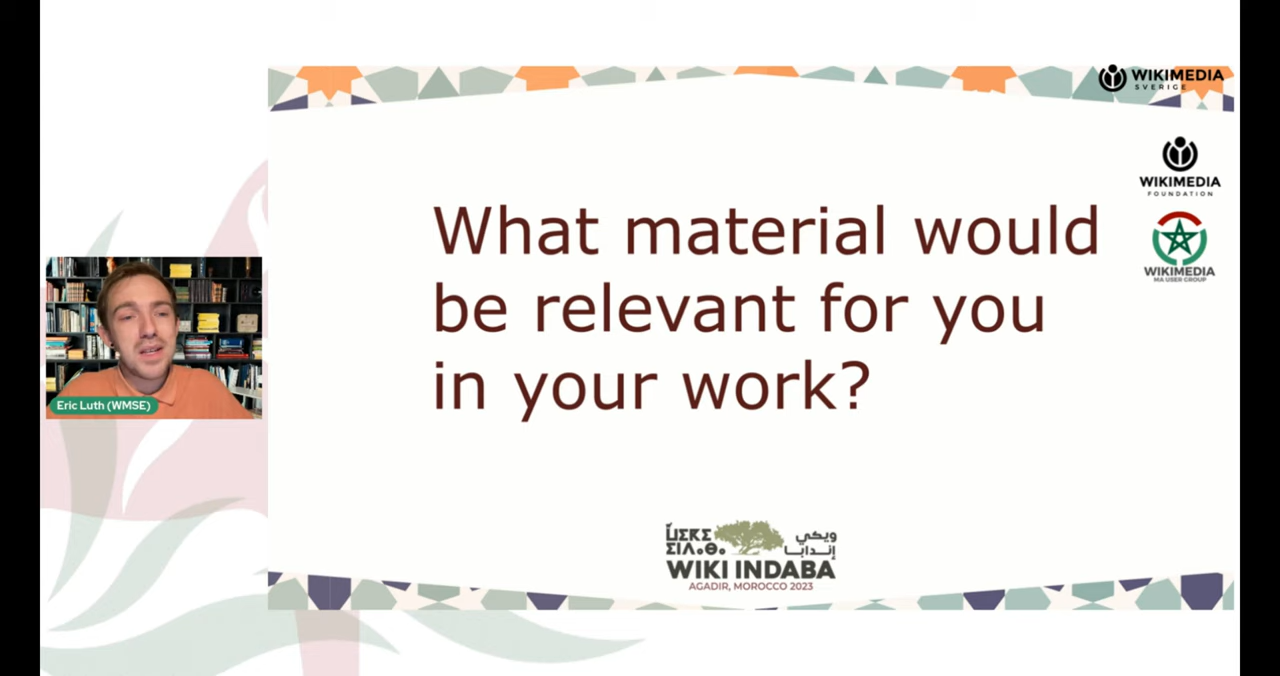 WIKIMEDIA
SVERIGE
WIKIMEDIA
FOUNDATION
WIKIMEDIA
MA USER GROUP
What material would
be relevant for you
in your work?
Eric Luth (WMSE)
ويكي
إندابا
WIKI INDABA
AGADIR, MOROCCO 2023